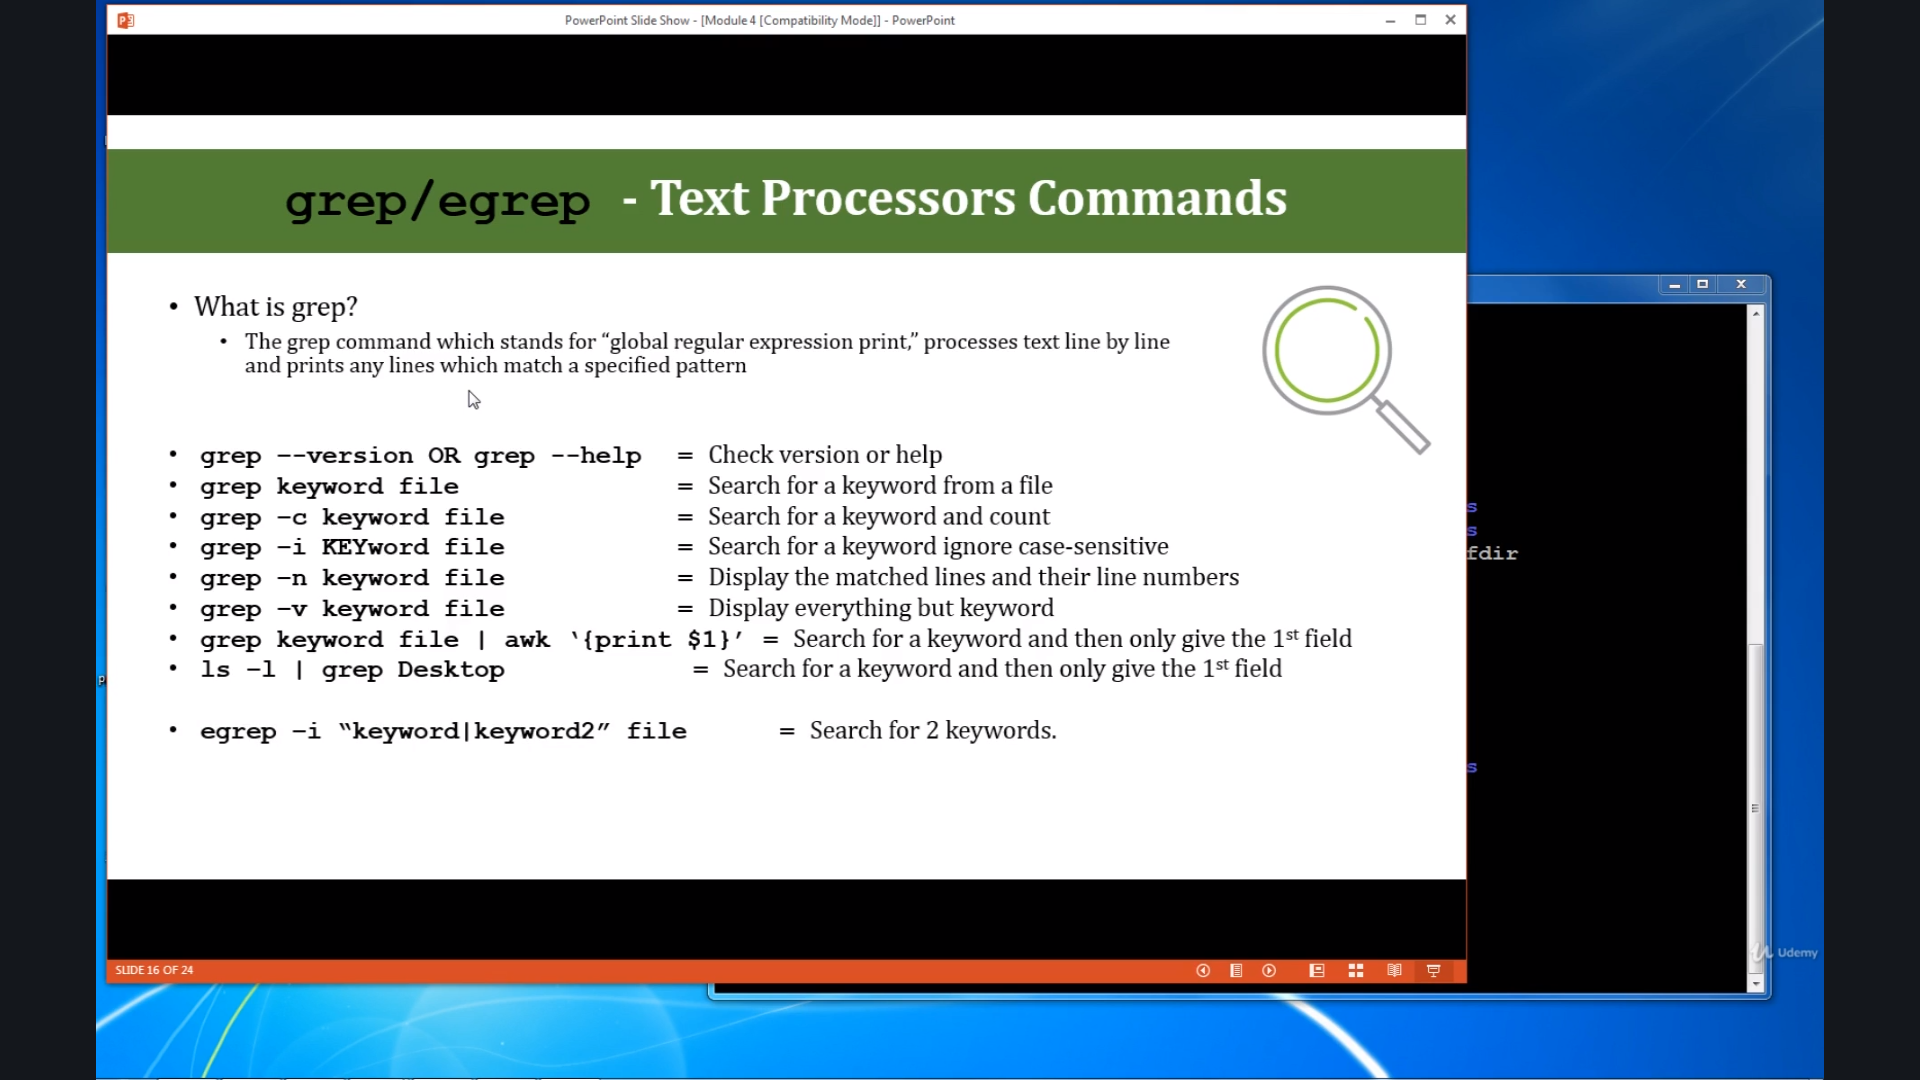 PowerPoint Slide Show - [Module 4 [Compatibility Mode]] - PowerPoint
grep/egrep - Text Processors Commands
• What is grep?
• The grep command which stands for “global regular expression print,” processes text line by line
and prints any lines which match a specified pattern
• grep --version OR grep --help = Check version or help
• grep keyword file = Search for a keyword from a file
• grep –c keyword file = Search for a keyword and count
• grep –i KEYword file = Search for a keyword ignore case-sensitive
• grep –n keyword file = Display the matched lines and their line numbers
• grep –v keyword file = Display everything but keyword
• grep keyword file | awk ‘{print $1}’ = Search for a keyword and then only give the 1st field
• ls –l | grep Desktop = Search for a keyword and then only give the 1st field
• egrep –i “keyword|keyword2” file = Search for 2 keywords.
s
s
fdir
s
Udemy
SLIDE 16 OF 24